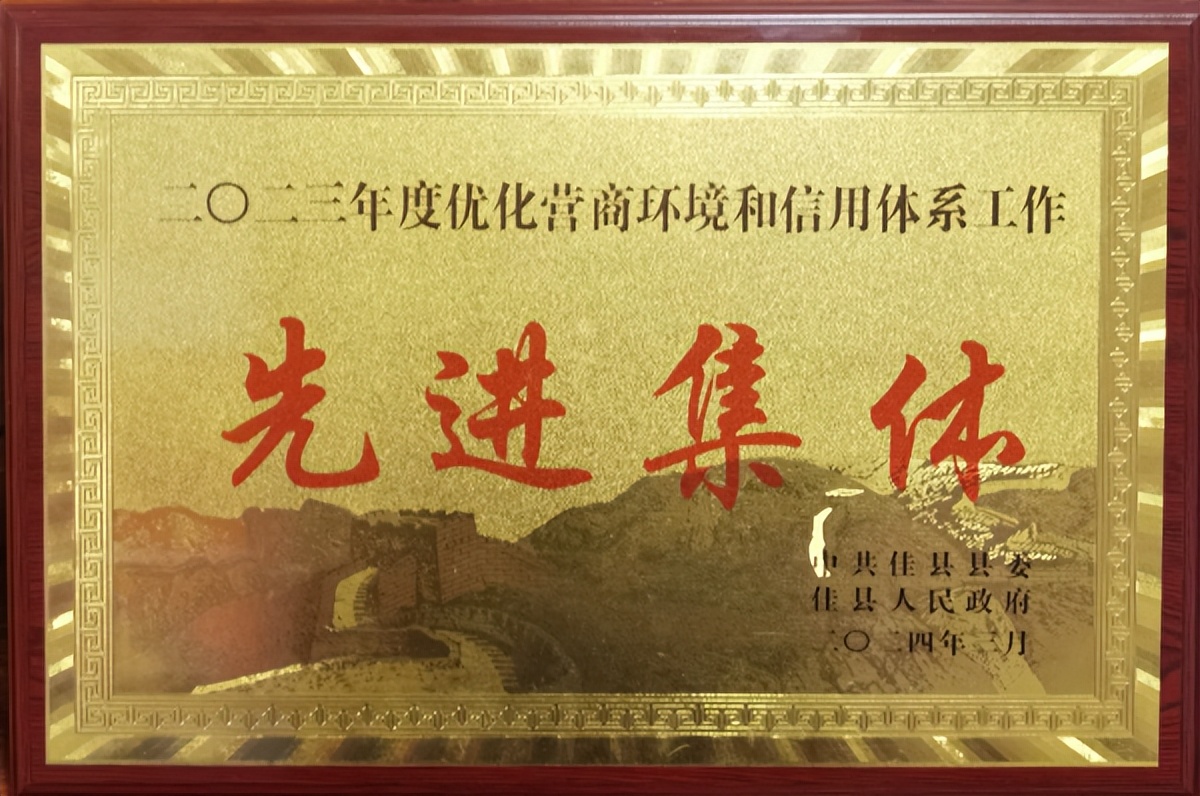 二〇二三年度优化营商环境和信用体系工作
先进集体
中共佳县县委
佳县人民政府
二〇二四年三月